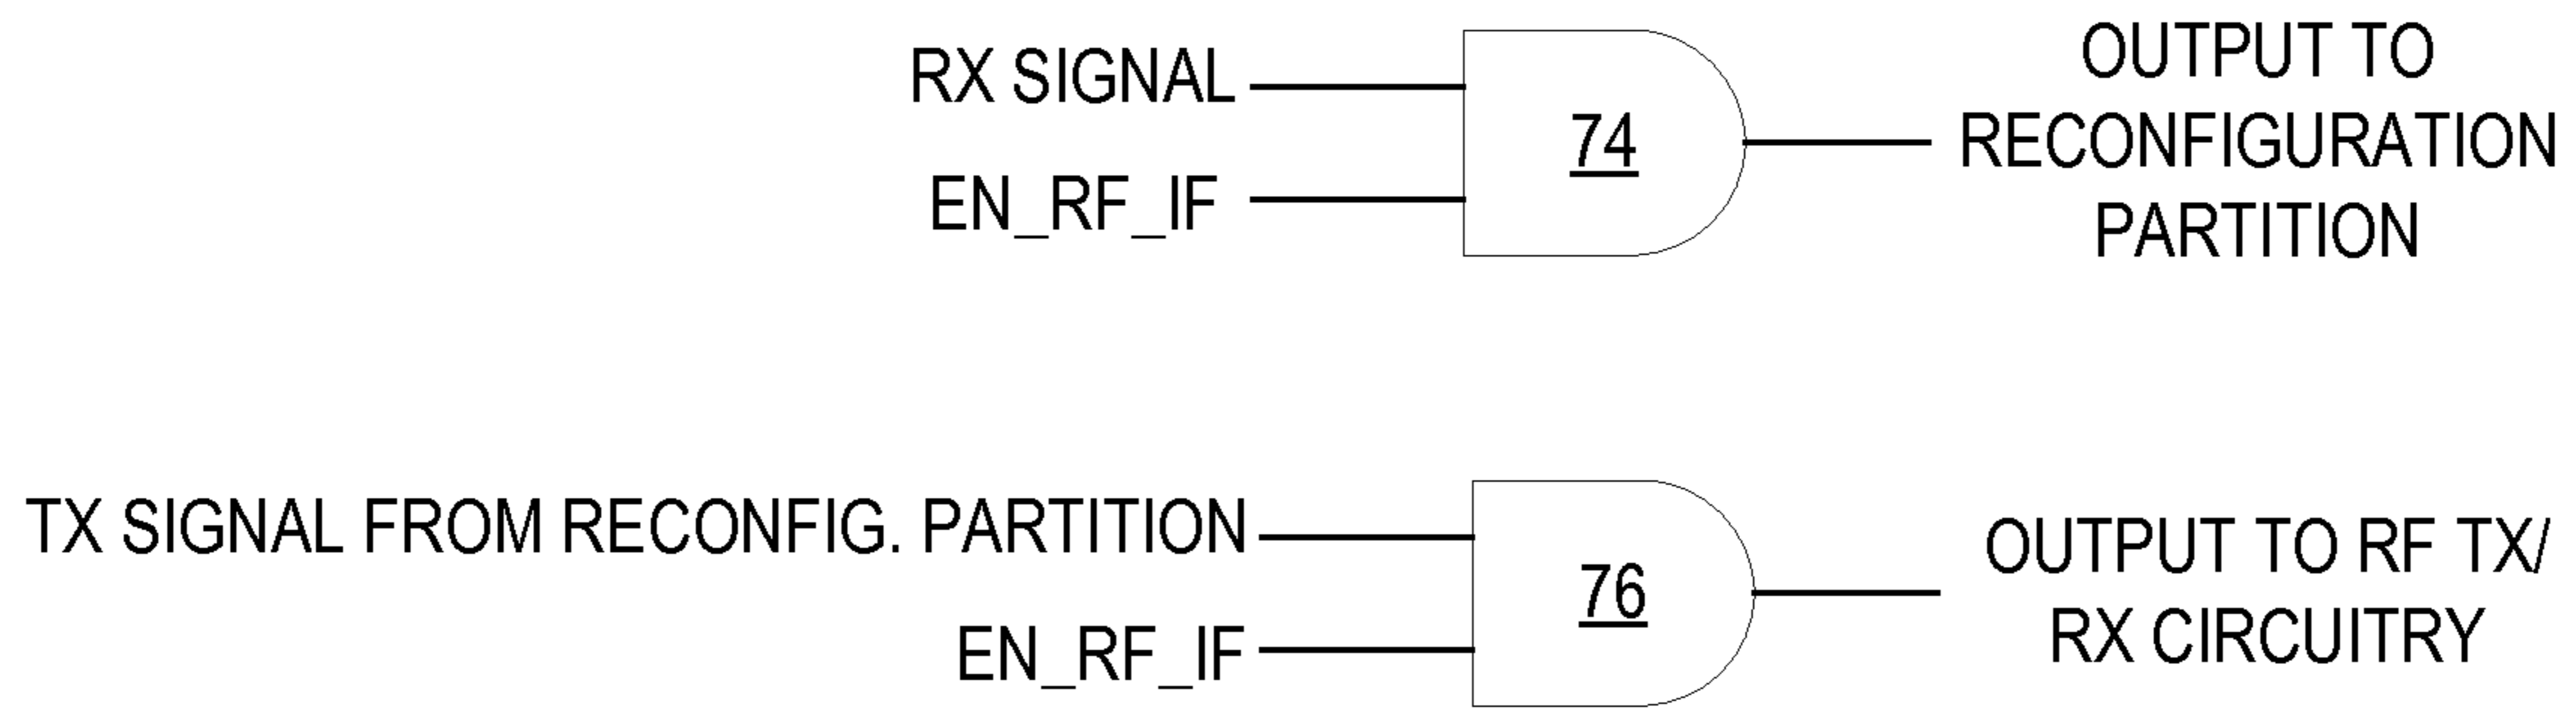 RX SIGNAL
EN_RF_IF
74
OUTPUT TO
RECONFIGURATION
PARTITION
TX SIGNAL FROM RECONFIG. PARTITION
EN_RF_IF
76
OUTPUT TO RF TX/
RX CIRCUITRY